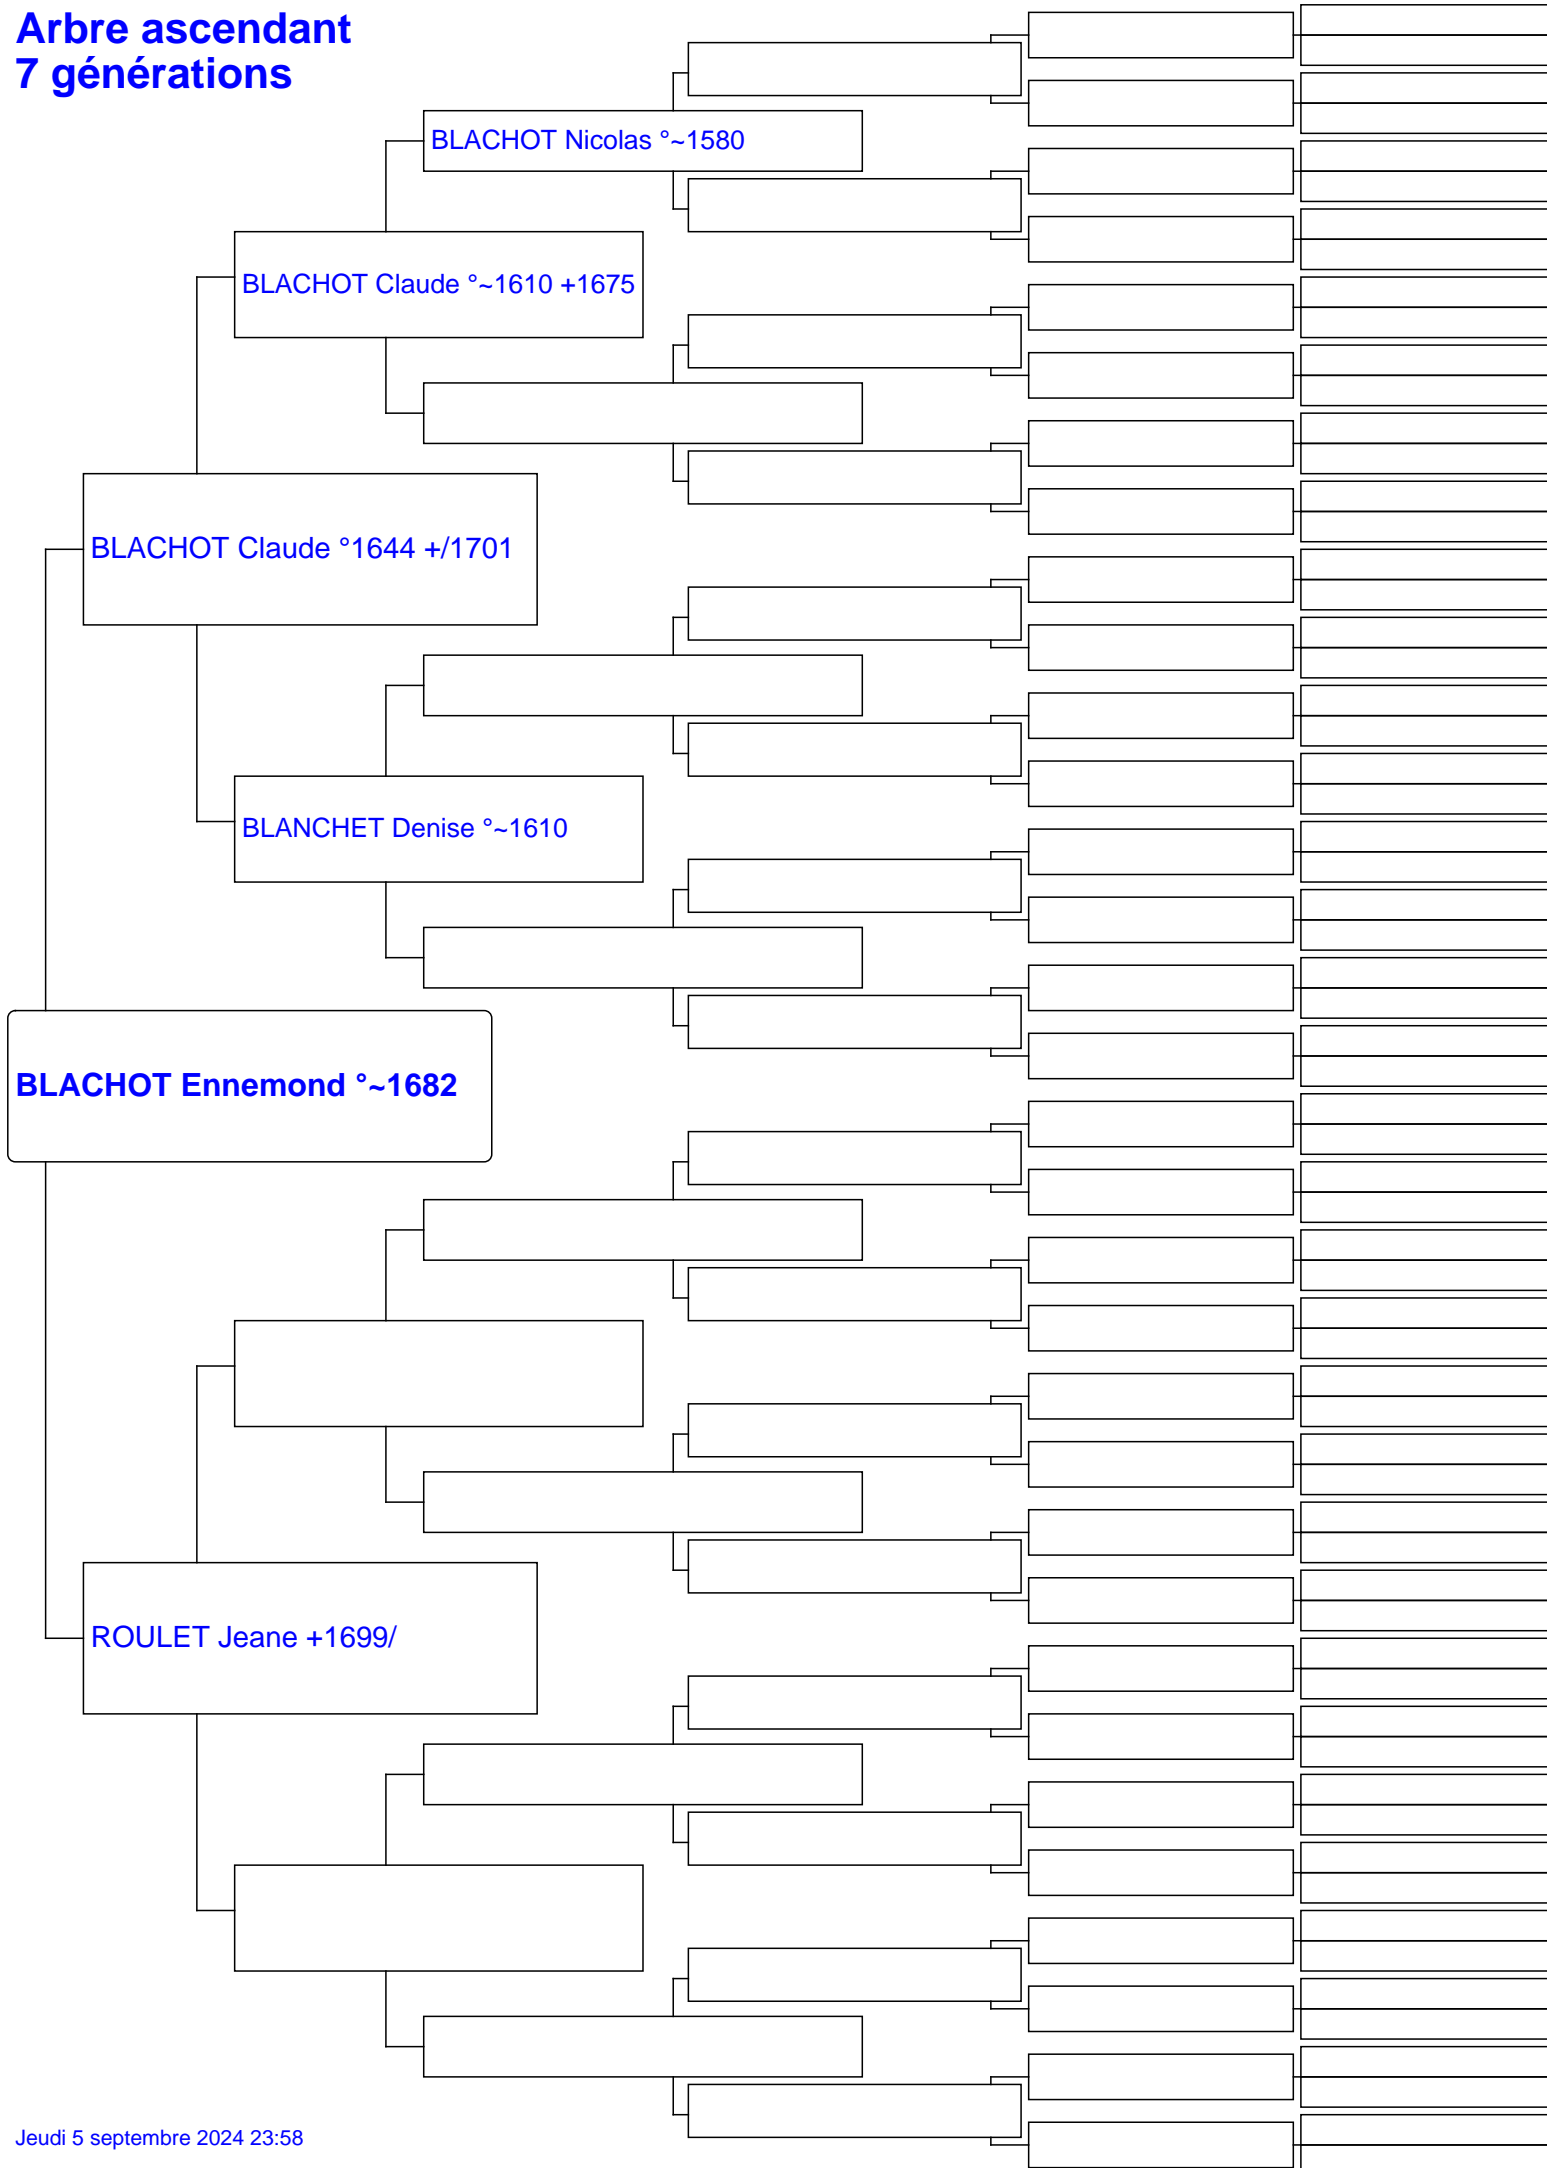 Arbre ascendant
7 générations
BLACHOT Nicolas °~1580
BLACHOT Claude °~1610 +1675
BLACHOT Claude °1644 +/1701
BLANCHET Denise °~1610
BLACHOT Ennemond °~1682
ROULET Jeane +1699/
Jeudi 5 septembre 2024 23:58